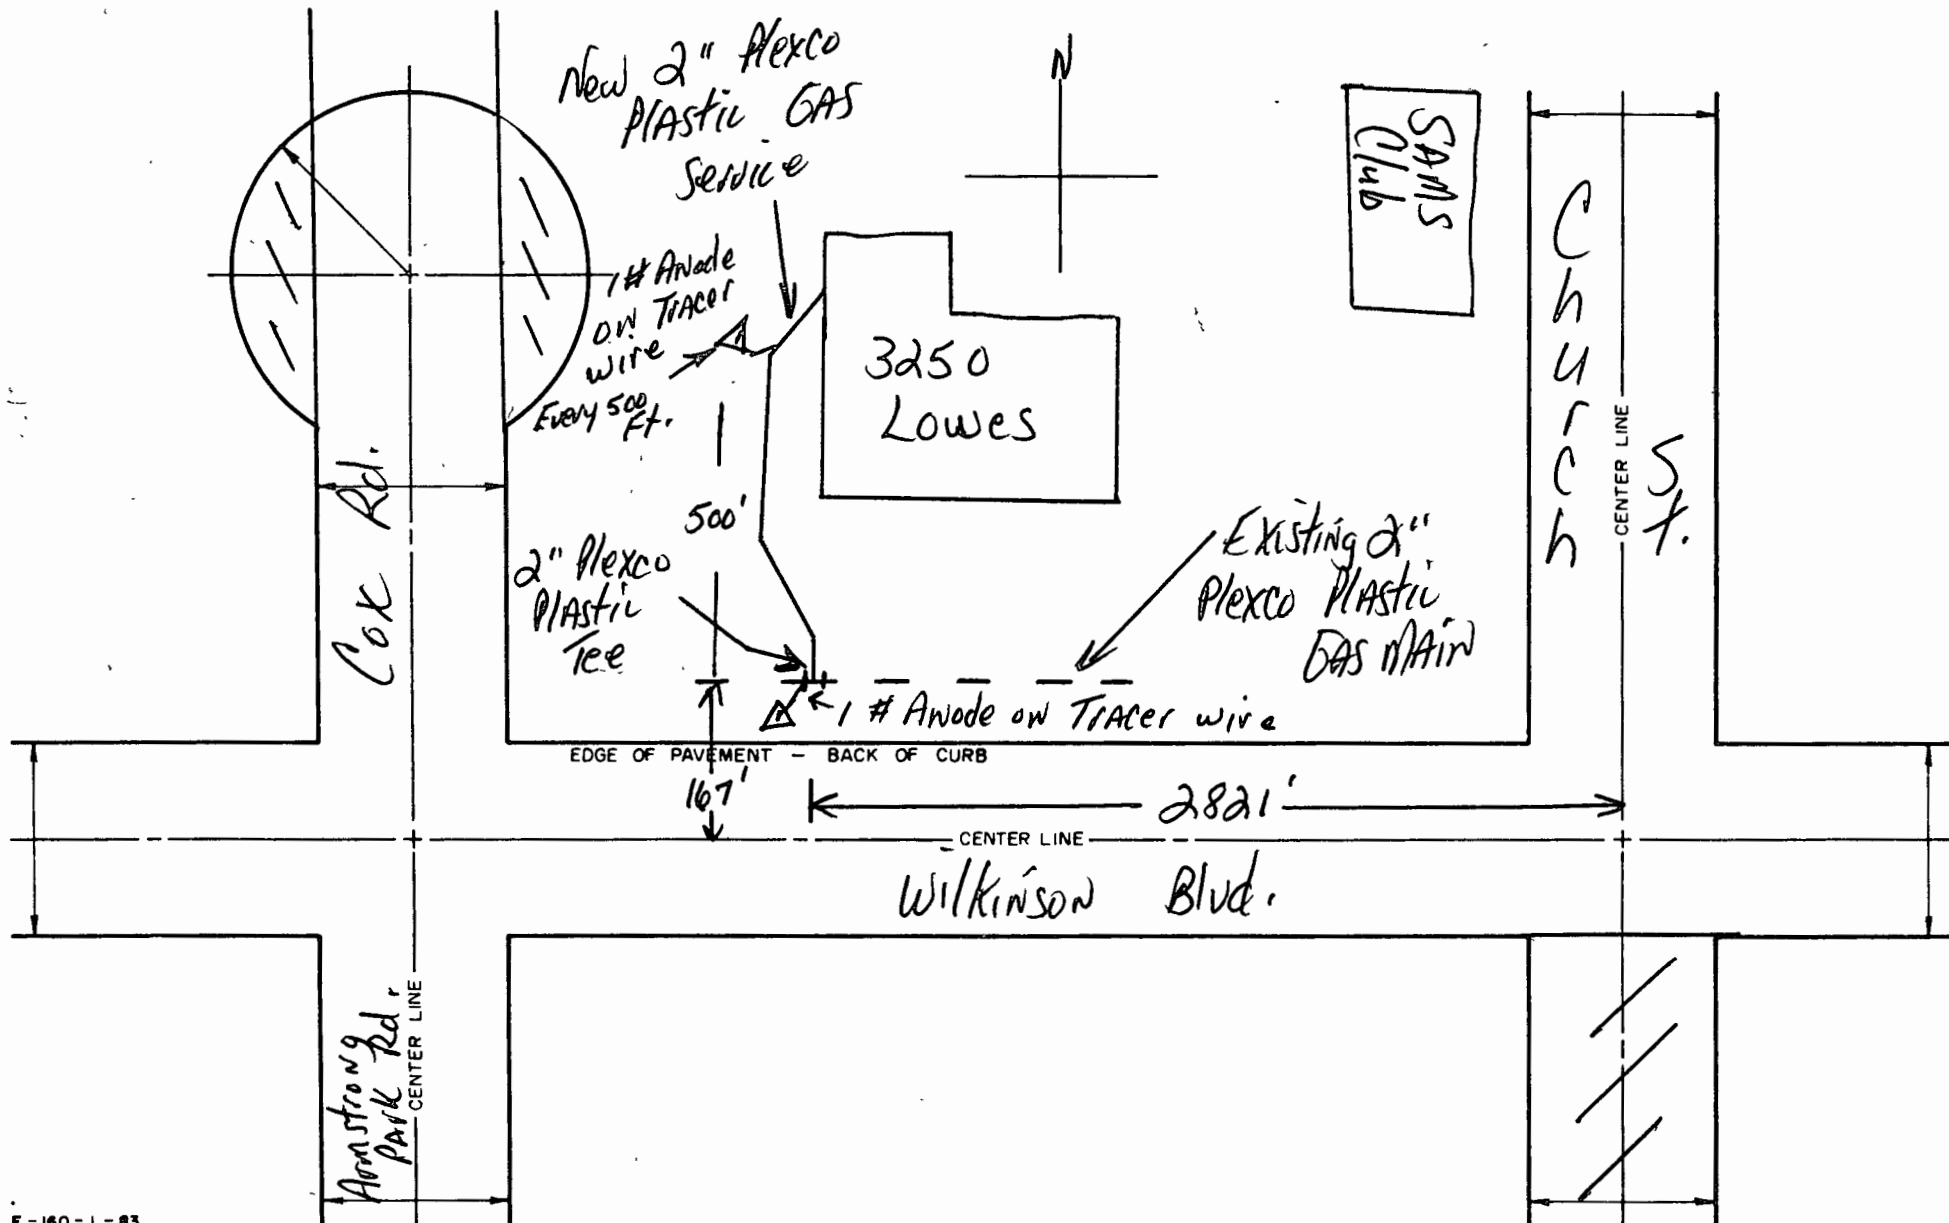 New 2" Plexco
Plastic GAS
Service
N
SAMS
Club
Church
St.
CENTER LINE
1# Anode
on Tracer
wire
Every 500
Ft.
3250
Lowes
Cox Rd.
500'
2" Plexco
Plastic
Tee
Existing 2"
Plexco Plastic
GAS MAIN
1 # Anode on Tracer wire
EDGE OF PAVEMENT — BACK OF CURB
167'
2821'
CENTER LINE
Wilkinson Blvd.
Armstrong
Park Rd.
CENTER LINE
F-160-1-83